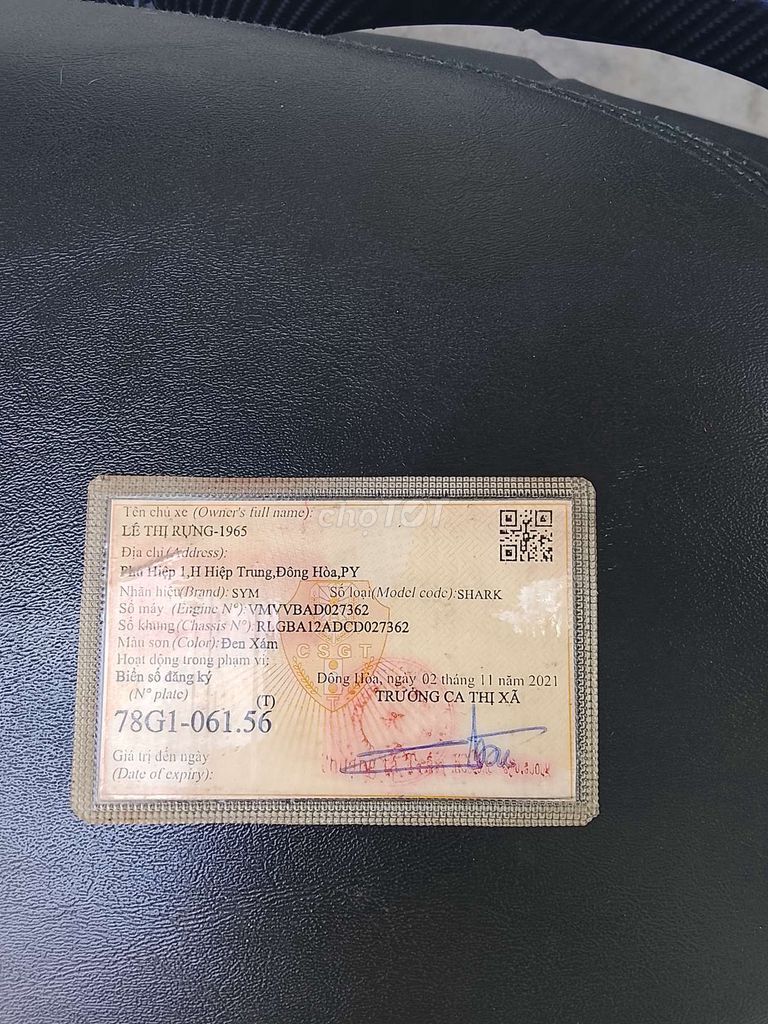 Tên chủ xe (Owner's full name):
LÊ THỊ RỰNG-1965
Địa chỉ (Address):
Phú Hiệp 1,H Hiệp Trung,Đông Hòa,PY
Nhãn hiệu(Brand): SYM Số loại(Model code):SHARK
Số máy (Engine N°):VMVVBAD027362
Số khung(Chassis N°):RLGBA12ADCD027362
Màu sơn (Color):Đen Xám
Hoạt động trong phạm vi:
Biển số đăng ký Đông Hòa, ngày 02 tháng 11 năm 2021
(N° plate) TRƯỞNG CA THỊ XÃ
(T)
78G1-061.56
Giá trị đến ngày
(Date of expiry):
CSGT
choTỐT